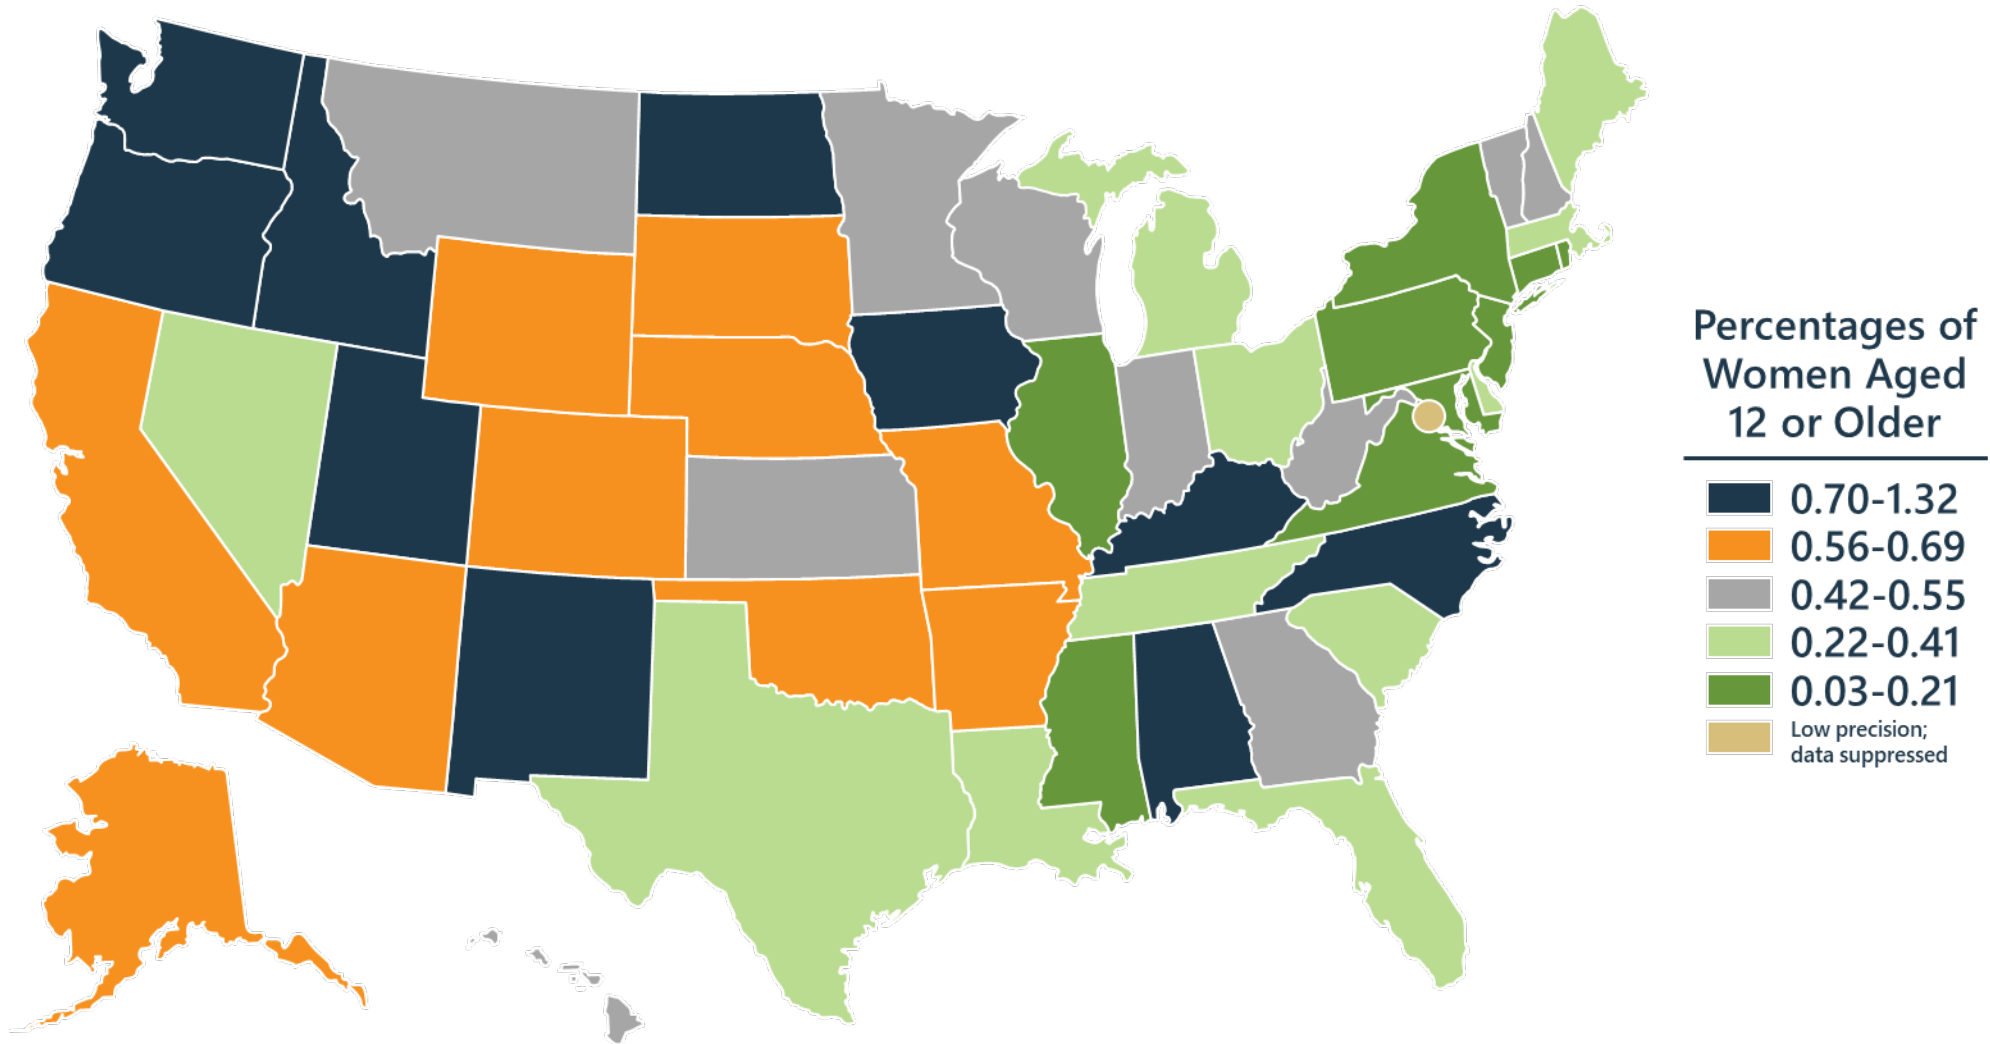 Percentages of
Women Aged
12 or Older
0.70-1.32
0.56-0.69
0.42-0.55
0.22-0.41
0.03-0.21
Low precision;
data suppressed